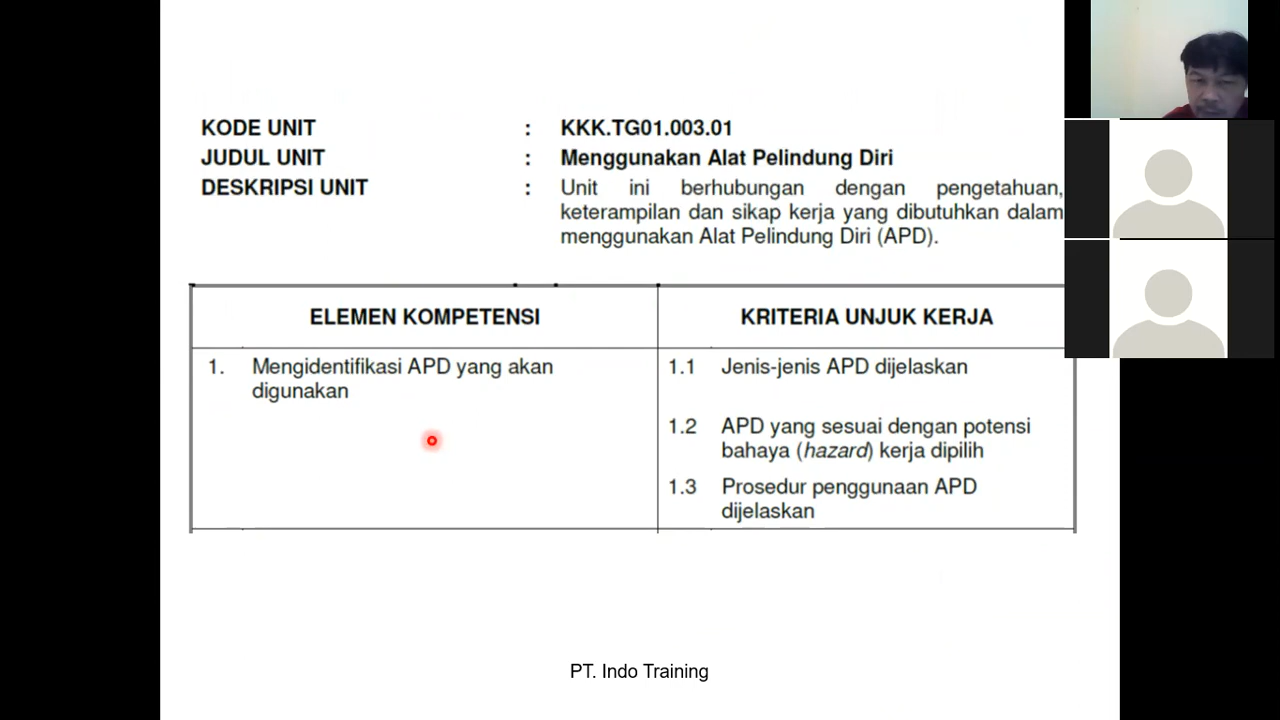 KODE UNIT : KKK.TG01.003.01
JUDUL UNIT : Menggunakan Alat Pelindung Diri
DESKRIPSI UNIT : Unit ini berhubungan dengan pengetahuan,
keterampilan dan sikap kerja yang dibutuhkan dalam
menggunakan Alat Pelindung Diri (APD).
ELEMEN KOMPETENSI
KRITERIA UNJUK KERJA
1. Mengidentifikasi APD yang akan
digunakan
1.1 Jenis-jenis APD dijelaskan
1.2 APD yang sesuai dengan potensi
bahaya (hazard) kerja dipilih
1.3 Prosedur penggunaan APD
dijelaskan
PT. Indo Training